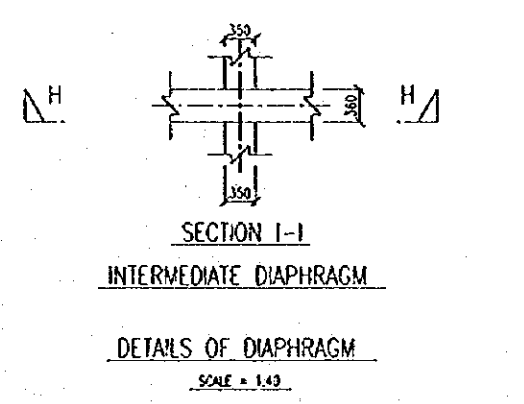 350
H
H
360
350
SECTION I-I
INTERMEDIATE DIAPHRAGM
DETAILS OF DIAPHRAGM
SCALE = 1:40